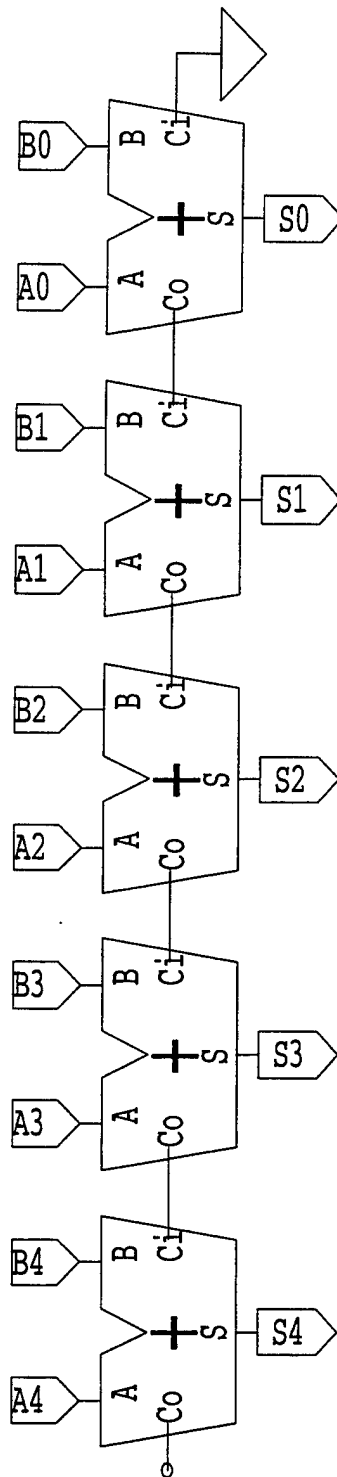 B0
B
Ci
A0
A
+
S
S0
Co
B1
B
Ci
A1
A
+
S
S1
Co
B2
B
Ci
A2
A
+
S
S2
Co
B3
B
Ci
A3
A
+
S
S3
Co
B4
B
Ci
A4
A
+
S
S4
Co